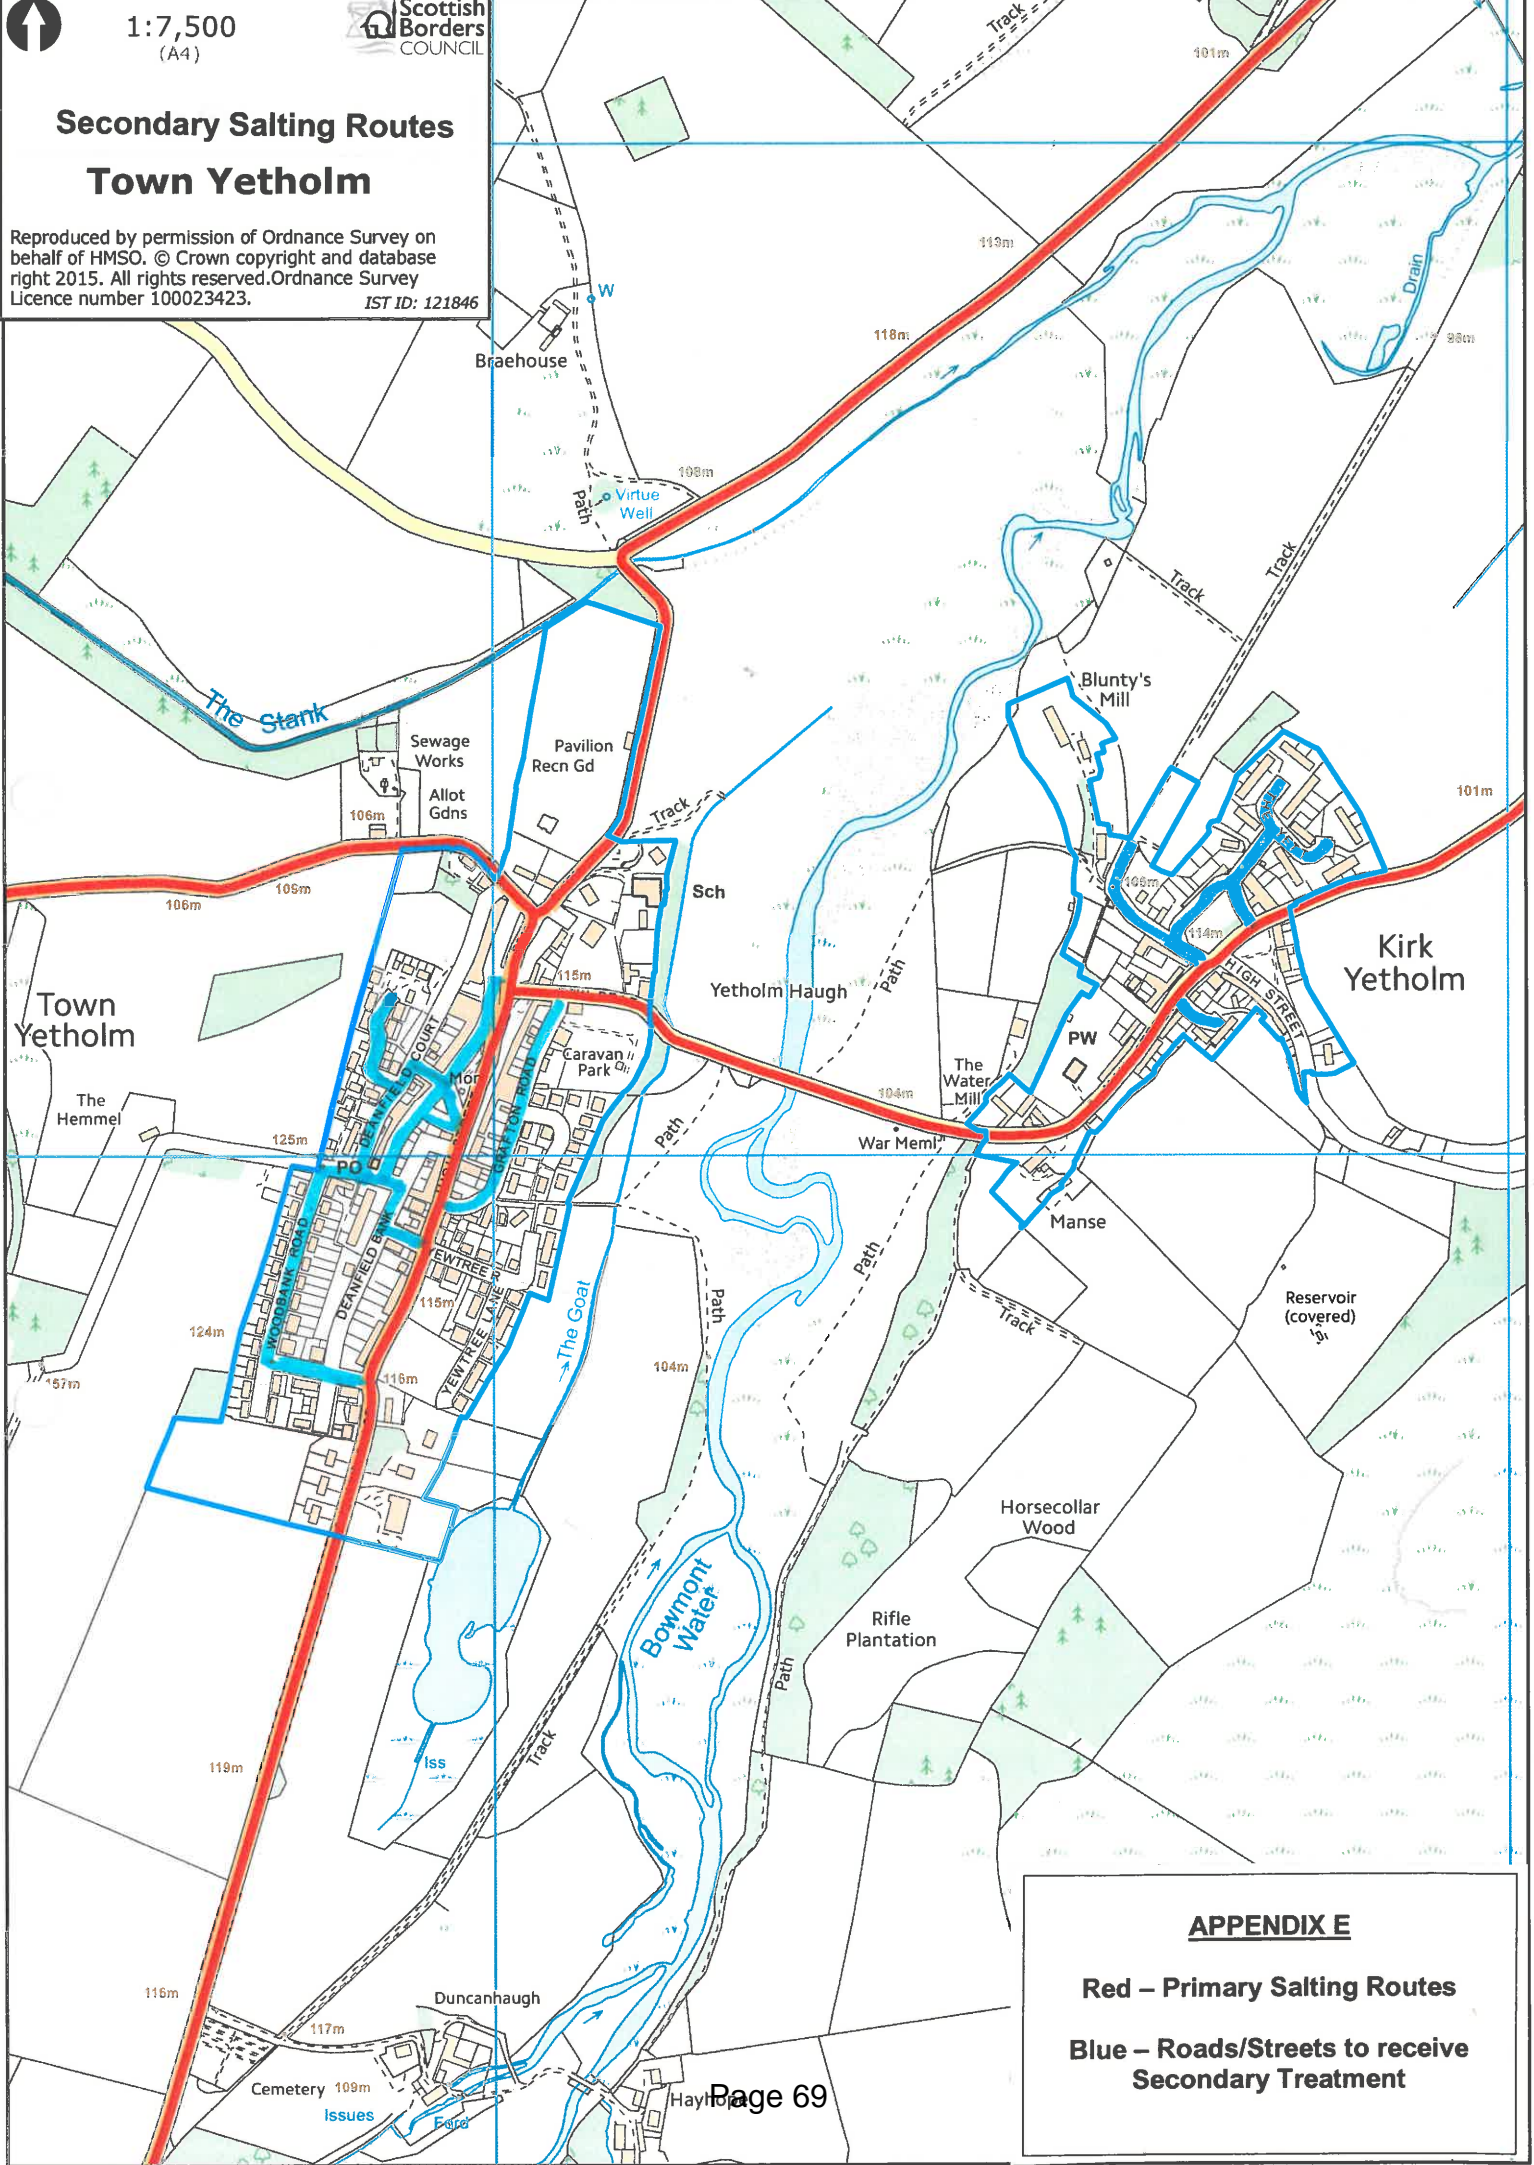 1:7,500
(A4)
Scottish
Borders
COUNCIL
Secondary Salting Routes
Town Yetholm
Reproduced by permission of Ordnance Survey on
behalf of HMSO. © Crown copyright and database
right 2015. All rights reserved.Ordnance Survey
Licence number 100023423.
IST ID: 121846
Track
101m
113m
Drain
W
118m
98m
Braehouse
108m
Path
Virtue
Well
Track
Track
The Stank
Blunty's
Mill
Sewage
Works
Pavilion
Recn Gd
Allot
Gdns
Track
101m
106m
109m
106m
Sch
105m
114m
Kirk
Yetholm
115m
Yetholm Haugh
Path
HIGH STREET
Town
Yetholm
DEANFIELD COURT
Caravan
Park
PW
The
Water
Mill
The
Hemmel
Mon
GRAFTON ROAD
104m
125m
Path
War Meml
PO
Manse
WOODBANK ROAD
DEANFIELD BANK
YEWTREE
Path
115m
The Goat
Path
Reservoir
(covered)
124m
YEWTREE LANE
Track
157m
116m
104m
Horsecollar
Wood
Bowmont
Water
Rifle
Plantation
Path
119m
Iss
Track
116m
Duncanhaugh
117m
Cemetery
109m
Issues
Ford
Hayhope
Page 69
APPENDIX E
Red – Primary Salting Routes
Blue – Roads/Streets to receive
Secondary Treatment